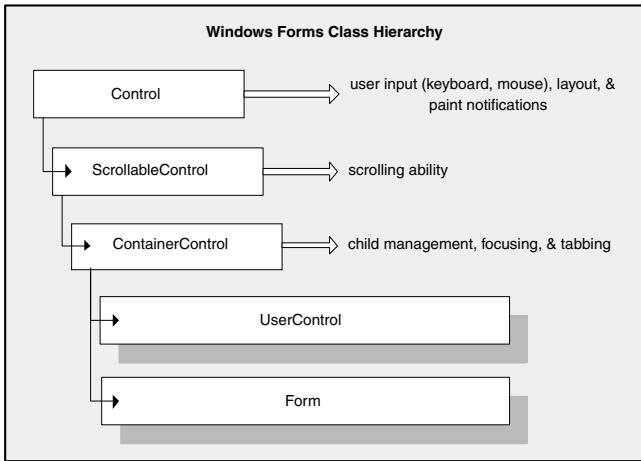 Windows Forms Class Hierarchy
Control
user input (keyboard, mouse), layout, &
paint notifications
ScrollableControl
scrolling ability
ContainerControl
child management, focusing, & tabbing
UserControl
Form